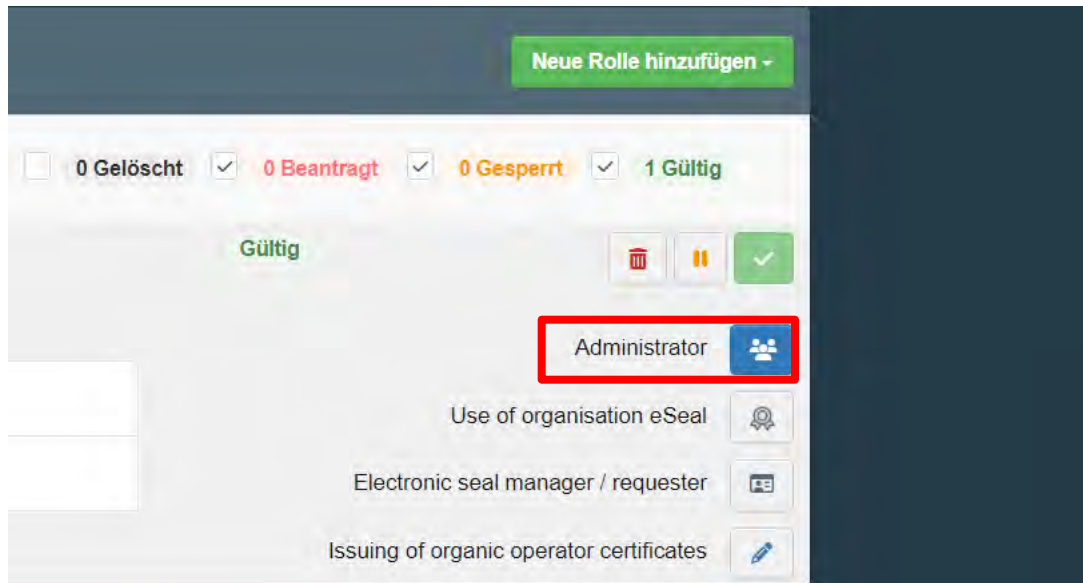 Neue Rolle hinzufügen
0 Gelöscht 0 Beantragt 0 Gesperrt 1 Gültig
Gültig
Administrator
Use of organisation eSeal
Electronic seal manager / requester
Issuing of organic operator certificates